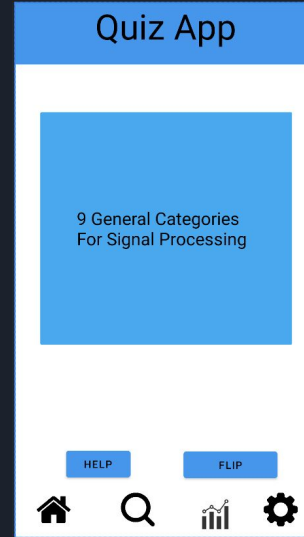 Quiz App
9 General Categories
For Signal Processing
HELP
FLIP